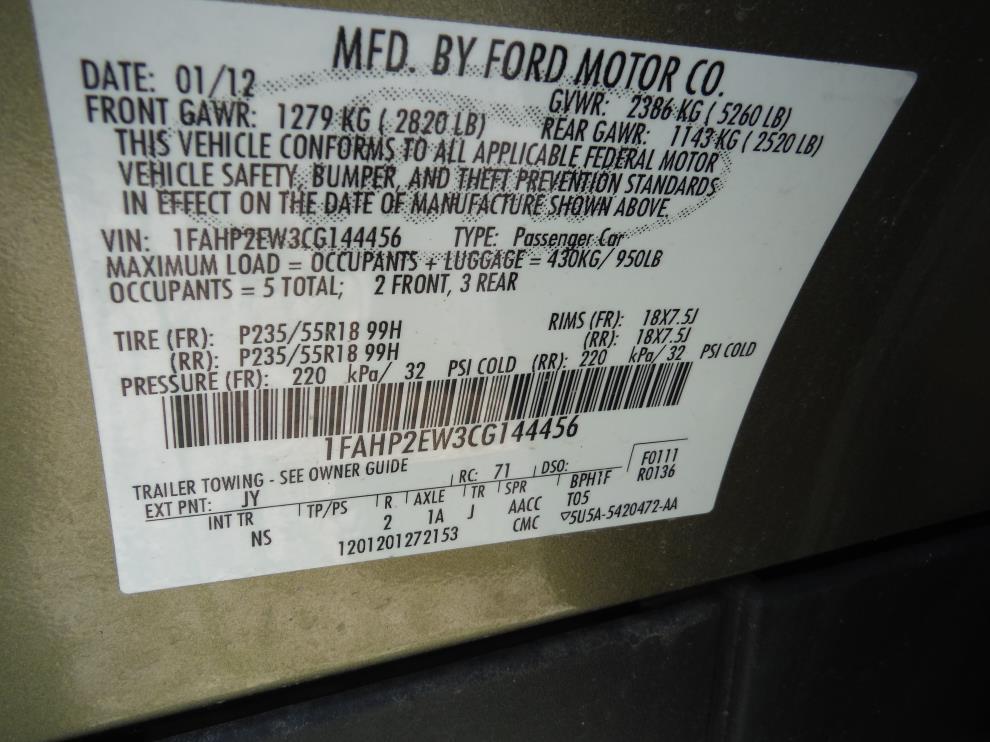 MFD. BY FORD MOTOR CO.
DATE: 01/12 GVWR: 2386 KG ( 5260 LB)
FRONT GAWR: 1279 KG ( 2820 LB) REAR GAWR: 1143 KG ( 2520 LB)
THIS VEHICLE CONFORMS TO ALL APPLICABLE FEDERAL MOTOR
VEHICLE SAFETY, BUMPER, AND THEFT PREVENTION STANDARDS
IN EFFECT ON THE DATE OF MANUFACTURE SHOWN ABOVE.
VIN: 1FAHP2EW3CG144456 TYPE: Passenger Car
MAXIMUM LOAD = OCCUPANTS + LUGGAGE = 430KG/ 950LB
OCCUPANTS = 5 TOTAL; 2 FRONT, 3 REAR
TIRE (FR): P235/55R18 99H RIMS (FR): 18X7.5J
(RR): P235/55R18 99H (RR): 18X7.5J
PRESSURE (FR): 220 kPa/ 32 PSI COLD (RR): 220 kPa/ 32 PSI COLD
1FAHP2EW3CG144456
TRAILER TOWING - SEE OWNER GUIDE RC: 71 DSO: F0111
EXT PNT: JY R0136
INT TR TP/PS R AXLE TR SPR BPH1F
NS 2 1A J AACC T05
1201201272153 CMC ▽5U5A-5420472-AA